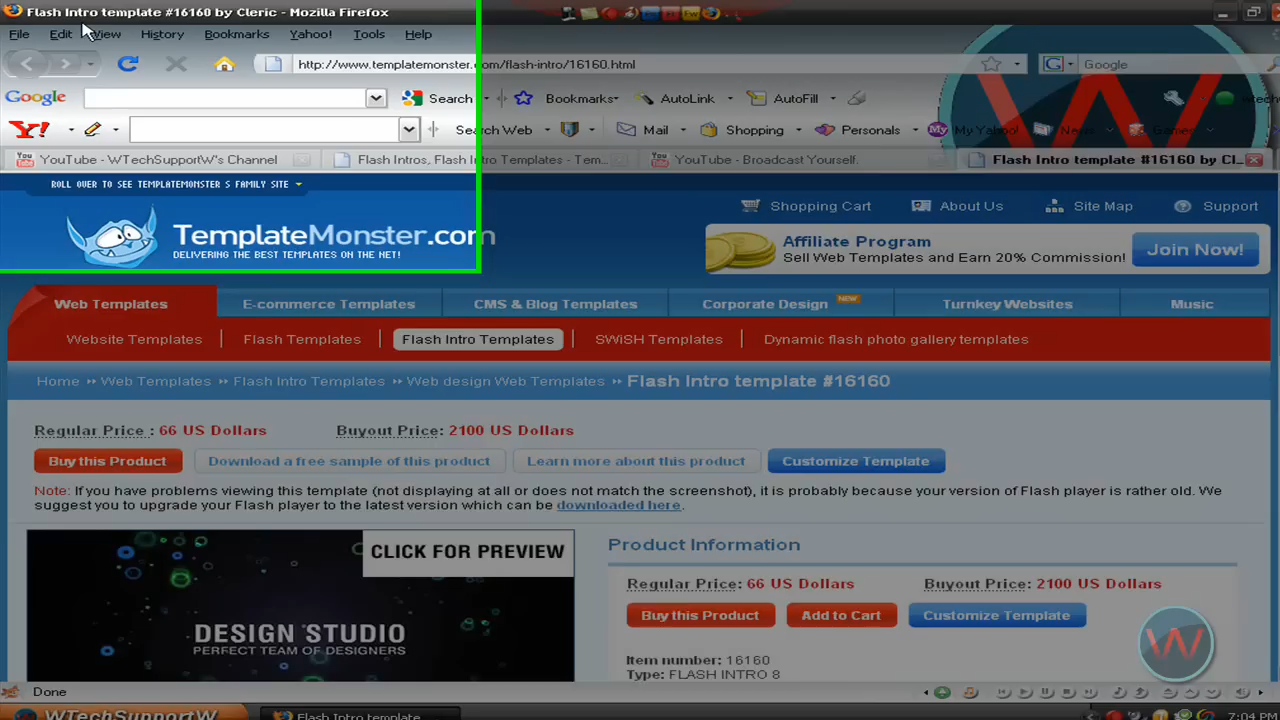 Flash Intro template #16160 by Cleric - Mozilla Firefox
File Edit View History Bookmarks Yahoo! Tools Help
http://www.templatemonster.com/flash-intro/16160.html
Google
Google Search Bookmarks AutoLink AutoFill
Y! Search Web Mail Shopping Personals My Yahoo! News Games
YouTube - WTechSupportW's Channel
Flash Intros, Flash Intro Templates - Tem...
YouTube - Broadcast Yourself.
Flash Intro template #16160 by Cl...
ROLL OVER TO SEE TEMPLATEMONSTER S FAMILY SITE
Shopping Cart About Us Site Map Support
TemplateMonster.com
DELIVERING THE BEST TEMPLATES ON THE NET!
Affiliate Program
Sell Web Templates and Earn 20% Commission!
Join Now!
Web Templates E-commerce Templates CMS & Blog Templates Corporate Design NEW Turnkey Websites Music
Website Templates Flash Templates Flash Intro Templates SWiSH Templates Dynamic flash photo gallery templates
Home ›› Web Templates ›› Flash Intro Templates ›› Web design Web Templates ›› Flash Intro template #16160
Regular Price : 66 US Dollars Buyout Price: 2100 US Dollars
Buy this Product Download a free sample of this product Learn more about this product Customize Template
Note: If you have problems viewing this template (not displaying at all or does not match the screenshot), it is probably because your version of Flash player is rather old. We
suggest you to upgrade your Flash player to the latest version which can be downloaded here.
CLICK FOR PREVIEW
DESIGN STUDIO
PERFECT TEAM OF DESIGNERS
Product Information
Regular Price: 66 US Dollars Buyout Price: 2100 US Dollars
Buy this Product Add to Cart Customize Template
Item number: 16160
Type: FLASH INTRO 8
W
Done
WTechSupportW Flash Intro template 7:04 PM